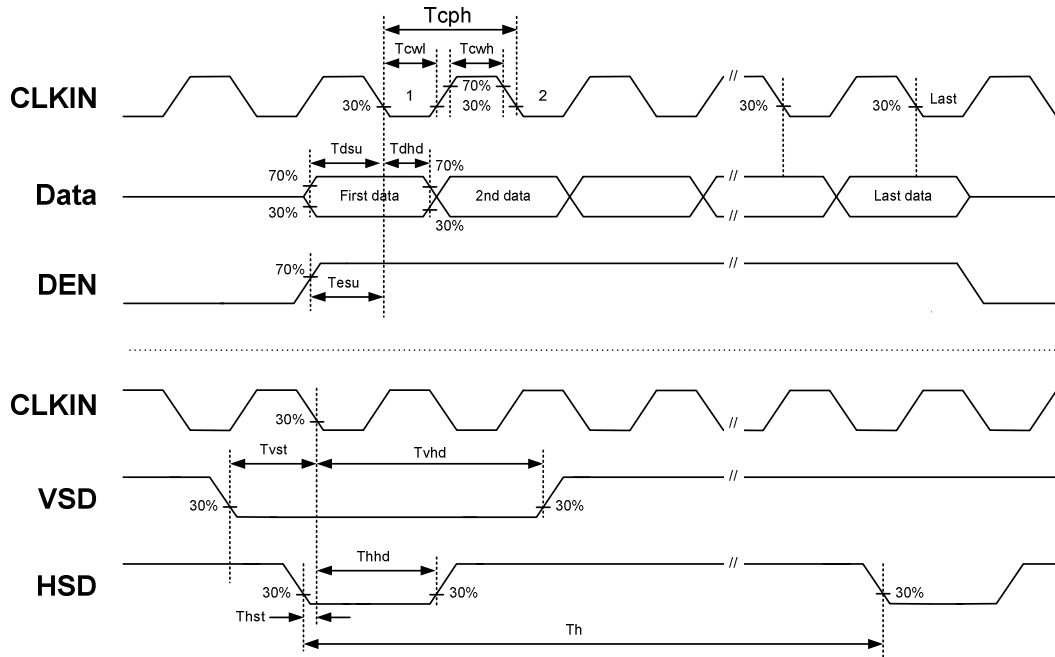 Tcph
Tcwl Tcwh
CLKIN 30% 1 70% 30% 2 // 30% 30% Last
Tdsu Tdhd
Data 70% 30% First data 70% 30% 2nd data // // Last data
DEN 70% Tesu //
CLKIN 30% //
Tvst Tvhd
VSD 30% 30% //
HSD 30% Thhd 30% // 30%
Thst
Th